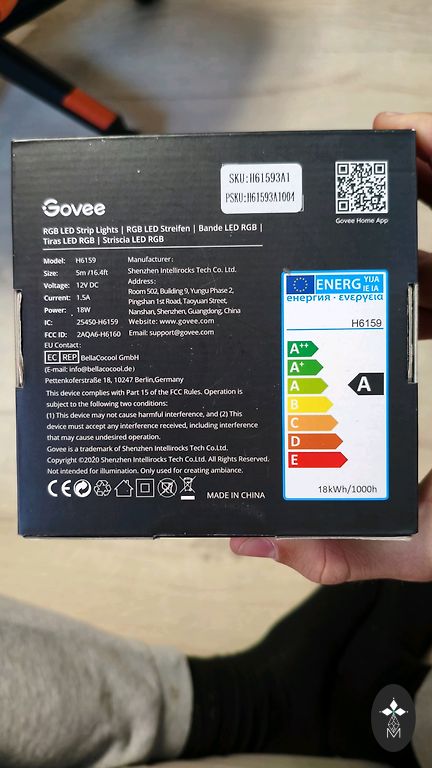 SKU:H61593A1
PSKU:H61593A1004
Govee
Govee Home App
RGB LED Strip Lights | RGB LED Streifen | Bande LED RGB |
Tiras LED RGB | Striscia LED RGB
Model: H6159
Size: 5m /16.4ft
Voltage: 12V DC
Current: 1.5A
Power: 18W
IC: 25450-H6159
FCC ID: 2AQA6-H6160
Manufacturer:
Shenzhen Intellirocks Tech Co. Ltd.
Address:
Room 502, Building 9, Yungu Phase 2,
Pingshan 1st Road, Taoyuan Street,
Nanshan, Shenzhen, Guangdong, China
Website: www.govee.com
Email: support@govee.com
EU Contact:
EC REP BellaCocool GmbH
(E-mail: info@bellacocool.de)
Pettenkoferstraße 18, 10247 Berlin,Germany
This device complies with Part 15 of the FCC Rules. Operation is
subject to the following two conditions:
(1) This device may not cause harmful interference, and (2) This
device must accept any interference received, including interference
that may cause undesired operation.
Govee is a trademark of Shenzhen Intellirocks Tech Co.Ltd.
Copyright ©2020 Shenzhen Intellirocks Tech Co.Ltd. All Rights Reserved.
Not intended for illumination. Only used for creating ambiance.
CE
MADE IN CHINA
ENERG YIJA
IE IA
енергия · ενεργεια
H6159
A++
A+
A
B
C
D
E
A
18kWh/1000h
M